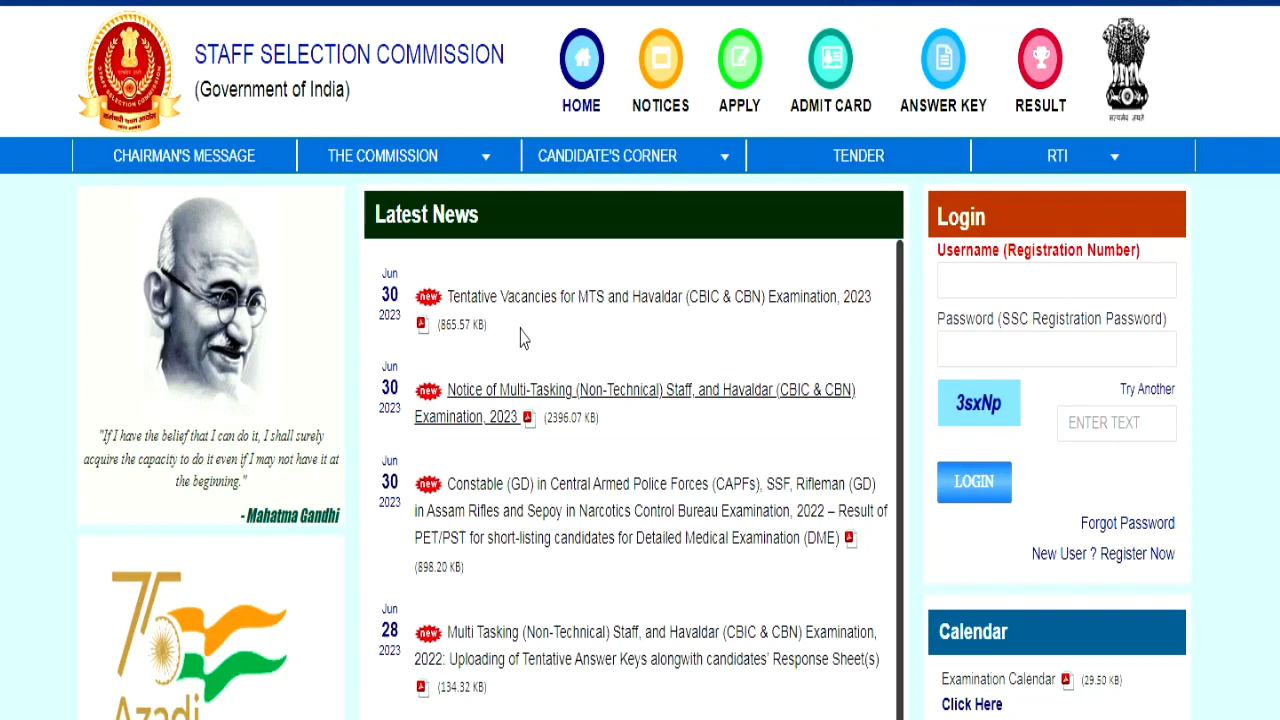 STAFF SELECTION COMMISSION
(Government of India)
HOME
NOTICES
APPLY
ADMIT CARD
ANSWER KEY
RESULT
सत्यमेव जयते
CHAIRMAN'S MESSAGE
THE COMMISSION
CANDIDATE'S CORNER
TENDER
RTI
"If I have the belief that I can do it, I shall surely
acquire the capacity to do it even if I may not have it at
the beginning."
- Mahatma Gandhi
75
Azadi
Latest News
Jun
30
2023
new Tentative Vacancies for MTS and Havaldar (CBIC & CBN) Examination, 2023
(865.57 KB)
Jun
30
2023
new Notice of Multi-Tasking (Non-Technical) Staff, and Havaldar (CBIC & CBN)
Examination, 2023 (2396.07 KB)
Jun
30
2023
new Constable (GD) in Central Armed Police Forces (CAPFs), SSF, Rifleman (GD)
in Assam Rifles and Sepoy in Narcotics Control Bureau Examination, 2022 – Result of
PET/PST for short-listing candidates for Detailed Medical Examination (DME)
(898.20 KB)
Jun
28
2023
new Multi Tasking (Non-Technical) Staff, and Havaldar (CBIC & CBN) Examination,
2022: Uploading of Tentative Answer Keys alongwith candidates' Response Sheet(s)
(134.32 KB)
Login
Username (Registration Number)
Password (SSC Registration Password)
3sxNp
Try Another
ENTER TEXT
LOGIN
Forgot Password
New User ? Register Now
Calendar
Examination Calendar (29.50 KB)
Click Here